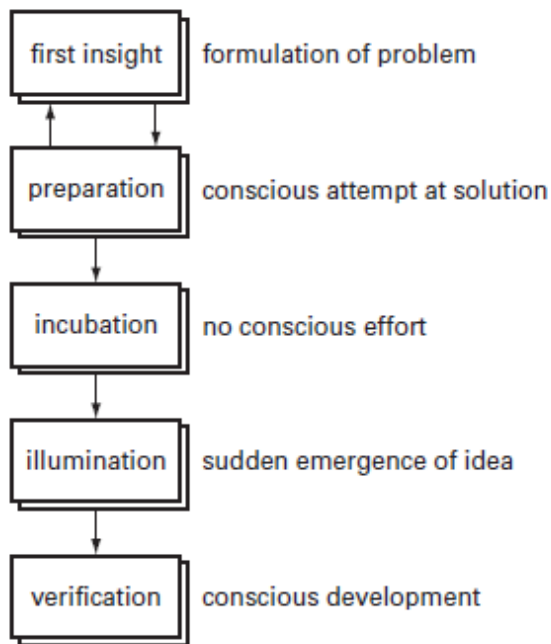 first insight formulation of problem
preparation conscious attempt at solution
incubation no conscious effort
illumination sudden emergence of idea
verification conscious development